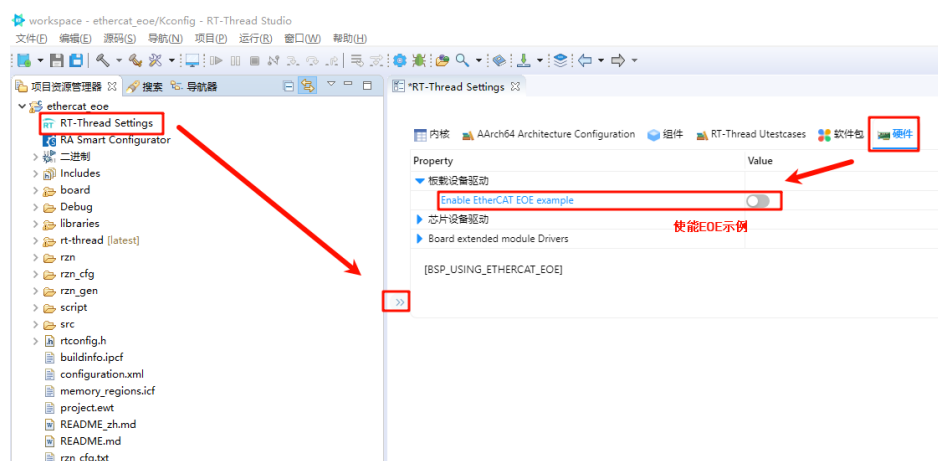 workspace - ethercat_eoe/Kconfig - RT-Thread Studio
文件(F) 编辑(E) 源码(S) 导航(N) 项目(P) 运行(R) 窗口(W) 帮助(H)
项目资源管理器 搜索 导航器
ethercat_eoe
RT-Thread Settings
RA Smart Configurator
二进制
Includes
board
Debug
libraries
rt-thread [latest]
rzn
rzn_cfg
rzn_gen
script
src
rtconfig.h
buildinfo.ipcf
configuration.xml
memory_regions.icf
project.ewt
README_zh.md
README.md
rzn_cfg.txt
*RT-Thread Settings
内核 AArch64 Architecture Configuration 组件 RT-Thread Utestcases 软件包 硬件
Property Value
板载设备驱动
Enable EtherCAT EOE example
芯片设备驱动
使能EOE示例
Board extended module Drivers
[BSP_USING_ETHERCAT_EOE]
>>